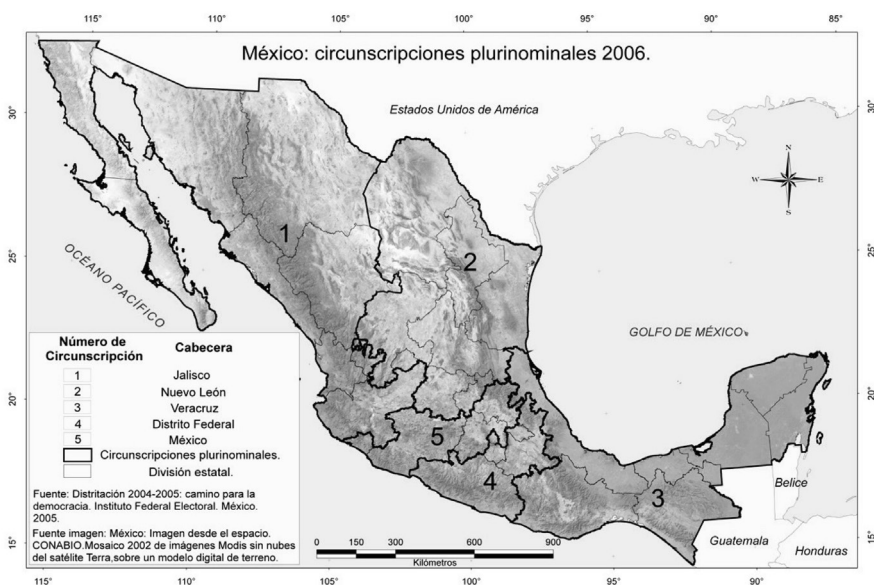 115°
110°
105°
100°
95°
90°
85°
México: circunscripciones plurinominales 2006.
Estados Unidos de América
30°
30°
N
W
E
S
1
2
25°
25°
OCÉANO PACÍFICO
GOLFO DE MÉXICO
Número de Circunscripción
Cabecera
1 Jalisco
2 Nuevo León
3 Veracruz
4 Distrito Federal
5 México
Circunscripciones plurinominales.
División estatal.
20°
20°
5
4
3
Belice
Guatemala
Honduras
Fuente: Distritación 2004-2005: camino para la
democracia. Instituto Federal Electoral. México.
2005.
Fuente imagen: México: Imagen desde el espacio.
CONABIO.Mosaico 2002 de imágenes Modis sin nubes
del satélite Terra,sobre un modelo digital de terreno.
0 150 300 600 900
Kilómetros
15°
15°
115°
110°
105°
100°
95°
90°